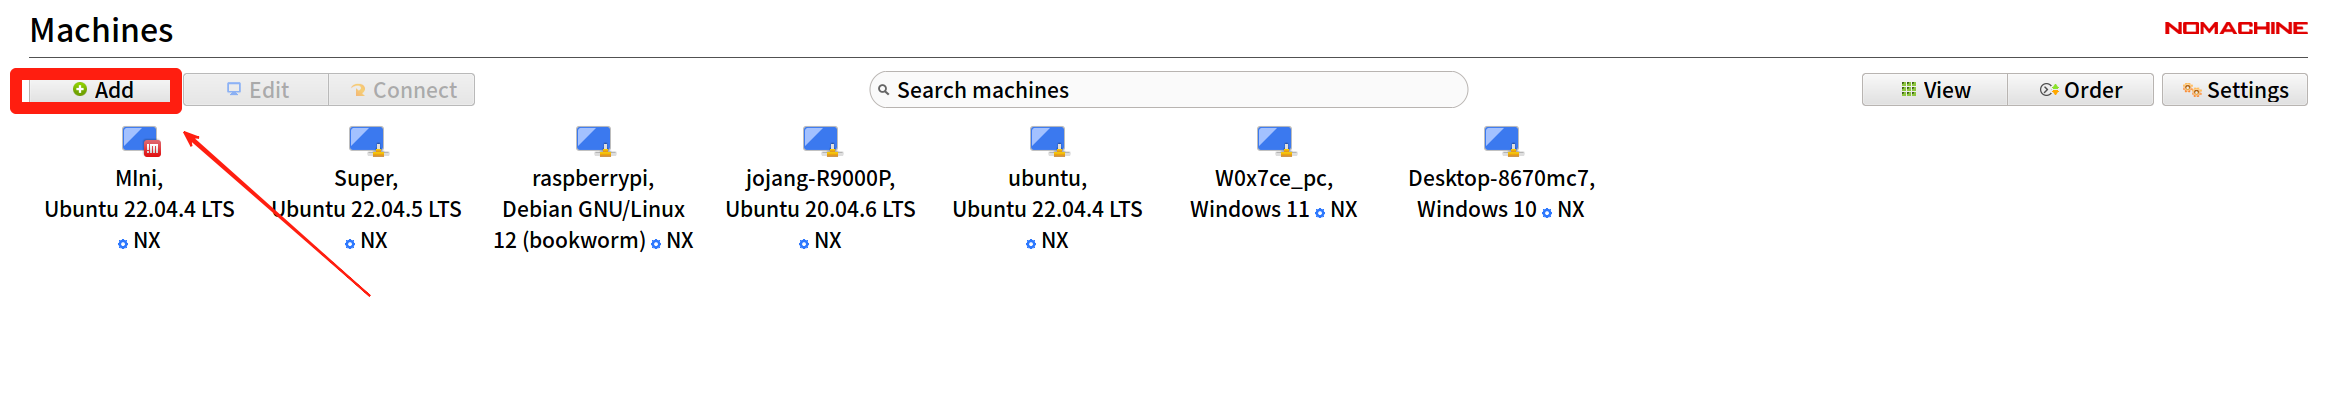 Machines
NOMACHINE
Add
Edit
Connect
Search machines
View
Order
Settings
MIni,
Ubuntu 22.04.4 LTS
NX
Super,
Ubuntu 22.04.5 LTS
NX
raspberrypi,
Debian GNU/Linux
12 (bookworm) NX
jojang-R9000P,
Ubuntu 20.04.6 LTS
NX
ubuntu,
Ubuntu 22.04.4 LTS
NX
W0x7ce_pc,
Windows 11 NX
Desktop-8670mc7,
Windows 10 NX